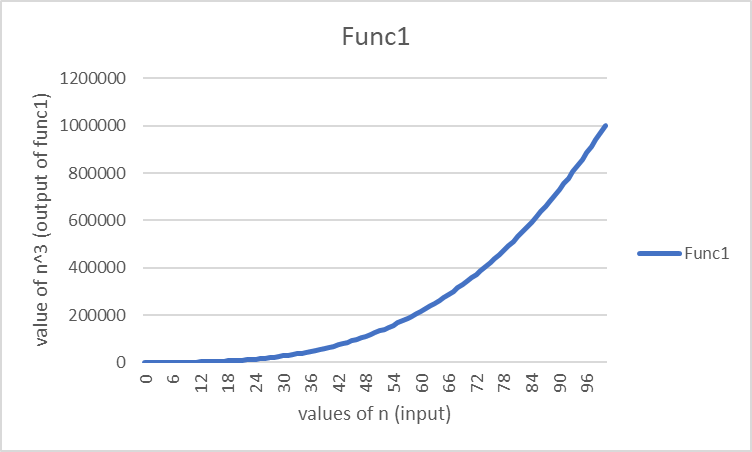 Func1
value of n^3 (output of func1)
1200000
1000000
800000
600000
400000
200000
0
0 6 12 18 24 30 36 42 48 54 60 66 72 78 84 90 96
values of n (input)
Func1